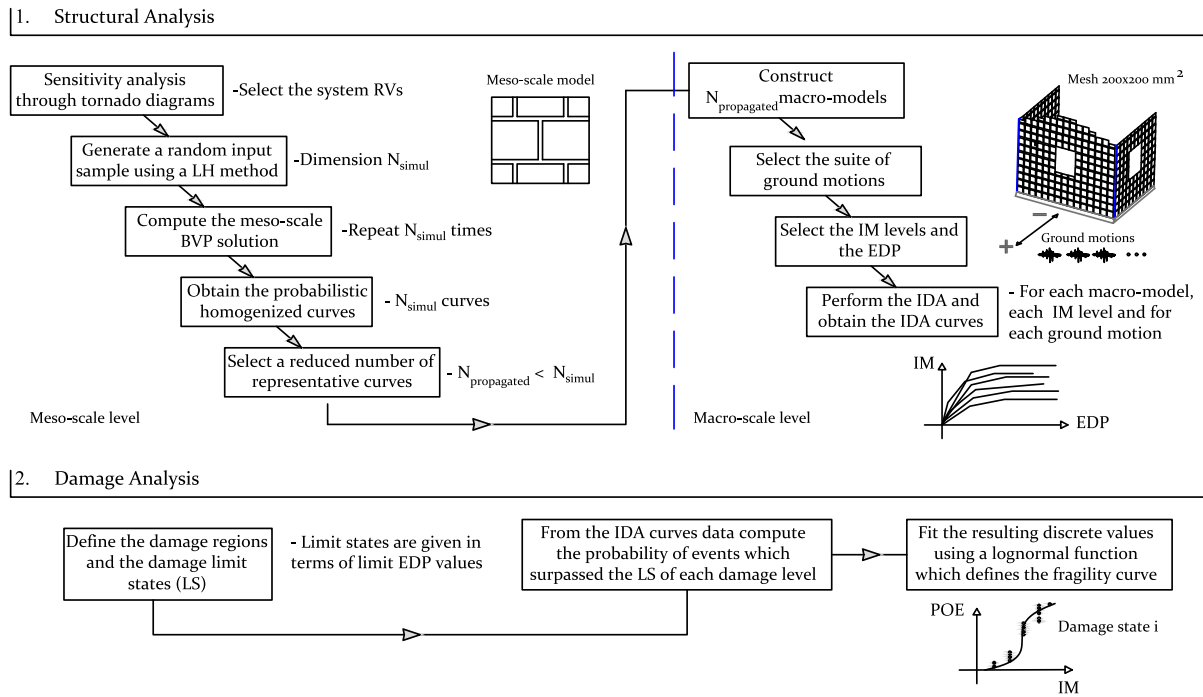 1. Structural Analysis
Sensitivity analysis
through tornado diagrams
-Select the system RVs
Generate a random input
sample using a LH method
-Dimension N_simul
Compute the meso-scale
BVP solution
-Repeat N_simul times
Obtain the probabilistic
homogenized curves
- N_simul curves
Select a reduced number of
representative curves
- N_propagated < N_simul
Meso-scale model
Meso-scale level
Construct
N_propagated macro-models
Select the suite of
ground motions
Select the IM levels and
the EDP
Perform the IDA and
obtain the IDA curves
- For each macro-model,
each IM level and for
each ground motion
Mesh 200x200 mm²
−
+
Ground motions
...
IM
EDP
Macro-scale level
2. Damage Analysis
Define the damage regions
and the damage limit
states (LS)
- Limit states are given in
terms of limit EDP values
From the IDA curves data compute
the probability of events which
surpassed the LS of each damage level
Fit the resulting discrete values
using a lognormal function
which defines the fragility curve
POE
Damage state i
IM